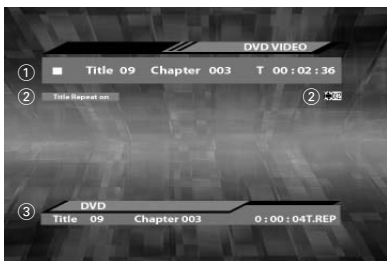 DVD VIDEO
① Title 09 Chapter 003 T 00 : 02 : 36
② Title Repeat on ②
DVD
③ Title 09 Chapter 003 0 : 00 : 04T.REP